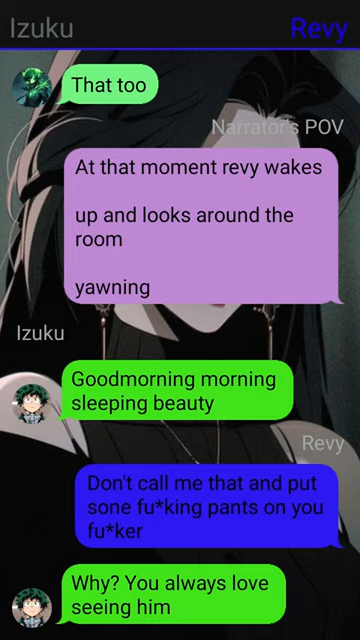 Izuku
Revy
That too
Narrator's POV
At that moment revy wakes
up and looks around the
room
yawning
Izuku
Goodmorning morning
sleeping beauty
Revy
Don't call me that and put
sone fu*king pants on you
fu*ker
Why? You always love
seeing him